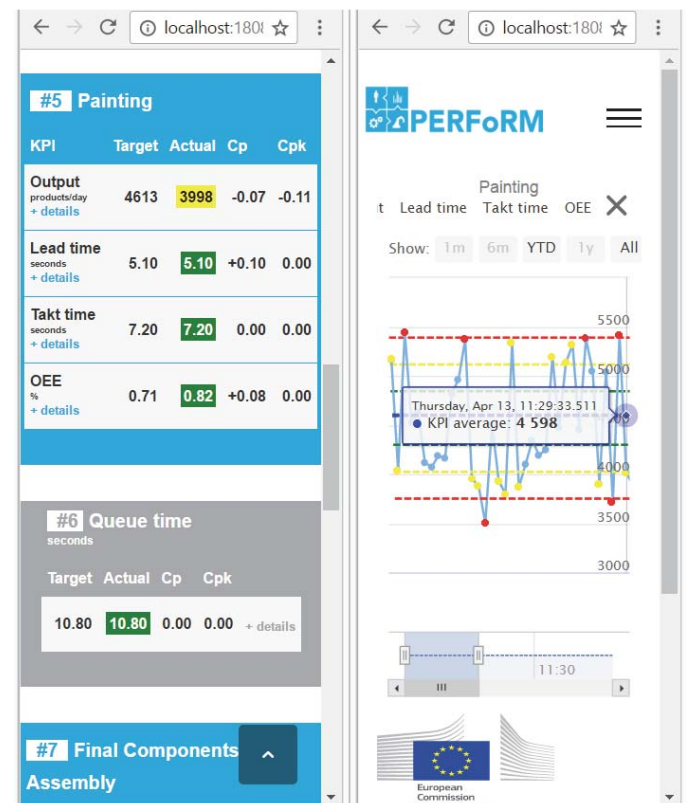 localhost:1808
#5 Painting
KPI Target Actual Cp Cpk
Output
products/day
+ details
4613 3998 -0.07 -0.11
Lead time
seconds
+ details
5.10 5.10 +0.10 0.00
Takt time
seconds
+ details
7.20 7.20 0.00 0.00
OEE
%
+ details
0.71 0.82 +0.08 0.00
#6 Queue time
seconds
Target Actual Cp Cpk
10.80 10.80 0.00 0.00 + details
#7 Final Components
Assembly
localhost:1808
PERFoRM
Painting
t Lead time Takt time OEE
Show: 1m 6m YTD 1y All
5500
5000
Thursday, Apr 13, 11:29:33.511
KPI average: 4 598
4000
3500
3000
11:30
European
Commission